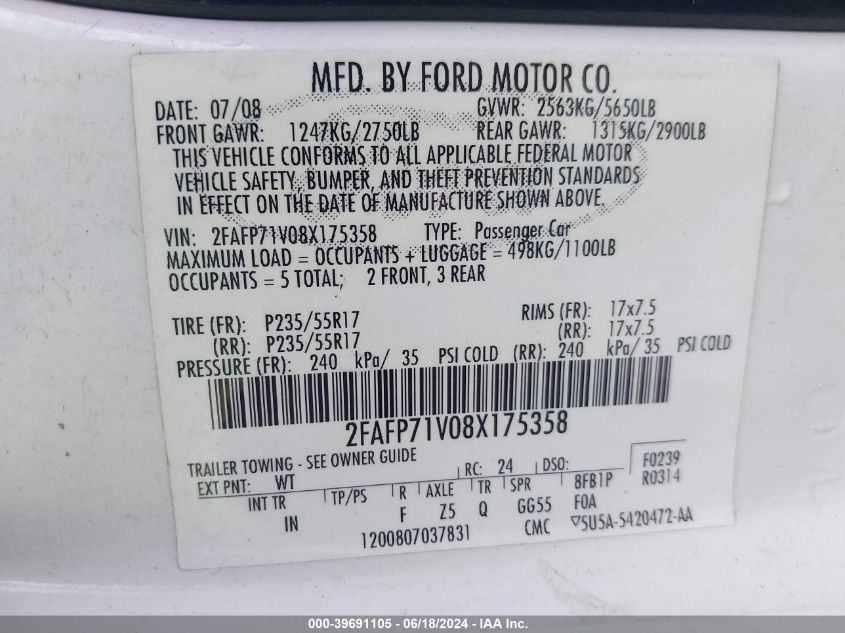 MFD. BY FORD MOTOR CO.
DATE: 07/08 GVWR: 2563KG/5650LB
FRONT GAWR: 1247KG/2750LB REAR GAWR: 1315KG/2900LB
THIS VEHICLE CONFORMS TO ALL APPLICABLE FEDERAL MOTOR
VEHICLE SAFETY, BUMPER, AND THEFT PREVENTION STANDARDS
IN EFFECT ON THE DATE OF MANUFACTURE SHOWN ABOVE.
VIN: 2FAFP71V08X175358 TYPE: Passenger Car
MAXIMUM LOAD = OCCUPANTS + LUGGAGE = 498KG/1100LB
OCCUPANTS = 5 TOTAL; 2 FRONT, 3 REAR
TIRE (FR): P235/55R17 RIMS (FR): 17x7.5
(RR): P235/55R17 (RR): 17x7.5
PRESSURE (FR): 240 kPa/ 35 PSI COLD (RR): 240 kPa/ 35 PSI COLD
2FAFP71V08X175358
TRAILER TOWING - SEE OWNER GUIDE
EXT PNT: WT RC: 24 DSO: F0239
R0314
INT TR TP/PS R AXLE TR SPR 8FB1P
IN F Z5 Q GG55 F0A
1200807037831 CMC ▽5U5A-5420472-AA
000-39691105 - 06/18/2024 - IAA Inc.